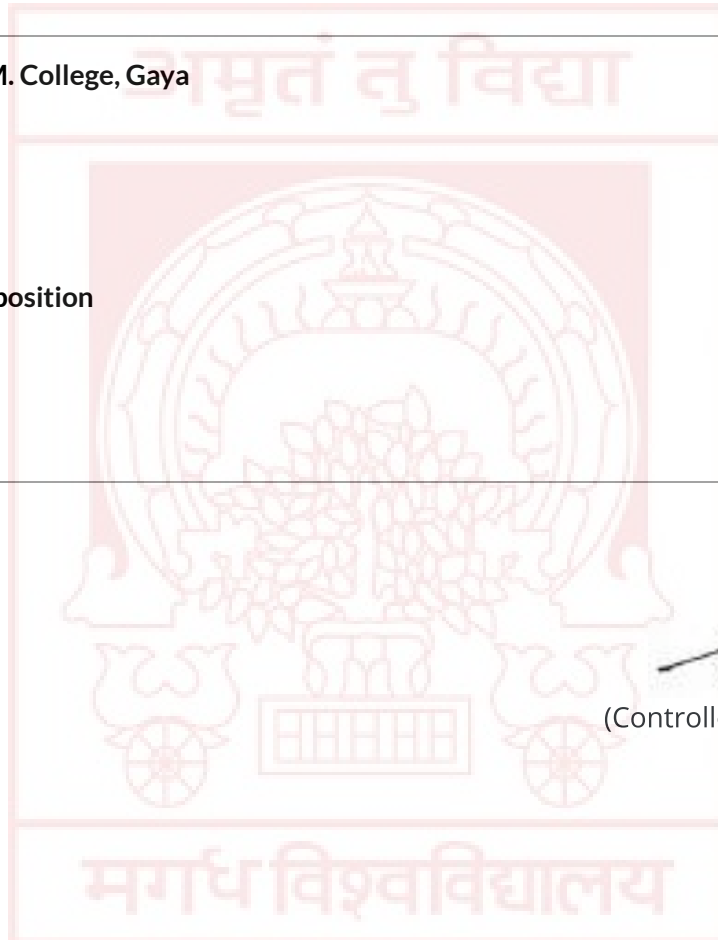 अमृतं तु विद्या
M. College, Gaya
position
(Controll
मगध विश्वविद्यालय